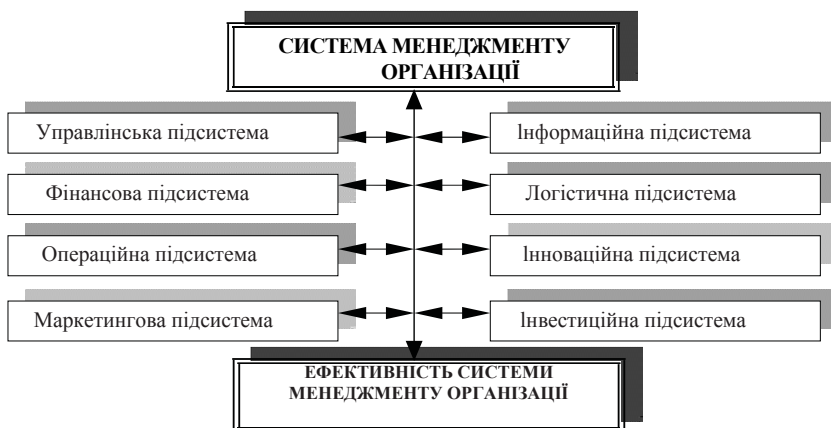 СИСТЕМА МЕНЕДЖМЕНТУ
ОРГАНІЗАЦІЇ
Управлінська підсистема
Інформаційна підсистема
Фінансова підсистема
Логістична підсистема
Операційна підсистема
Інноваційна підсистема
Маркетингова підсистема
Інвестиційна підсистема
ЕФЕКТИВНІСТЬ СИСТЕМИ
МЕНЕДЖМЕНТУ ОРГАНІЗАЦІЇ